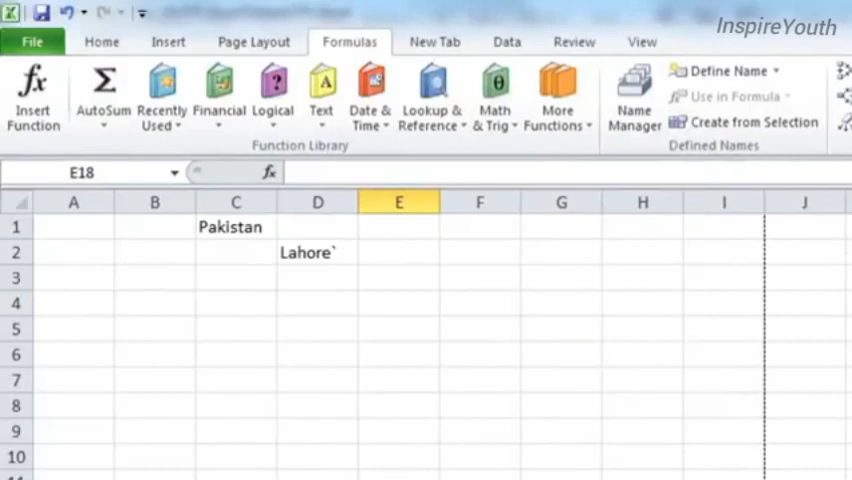 InspireYouth
File Home Insert Page Layout Formulas New Tab Data Review View
Insert Function
AutoSum
Recently Used
Financial
Logical
Text
Date & Time
Lookup & Reference
Math & Trig
More Functions
Function Library
Name Manager
Define Name
Use in Formula
Create from Selection
Defined Names
E18 fx
A B C D E F G H I J
1 Pakistan
2 Lahore`
3
4
5
6
7
8
9
10